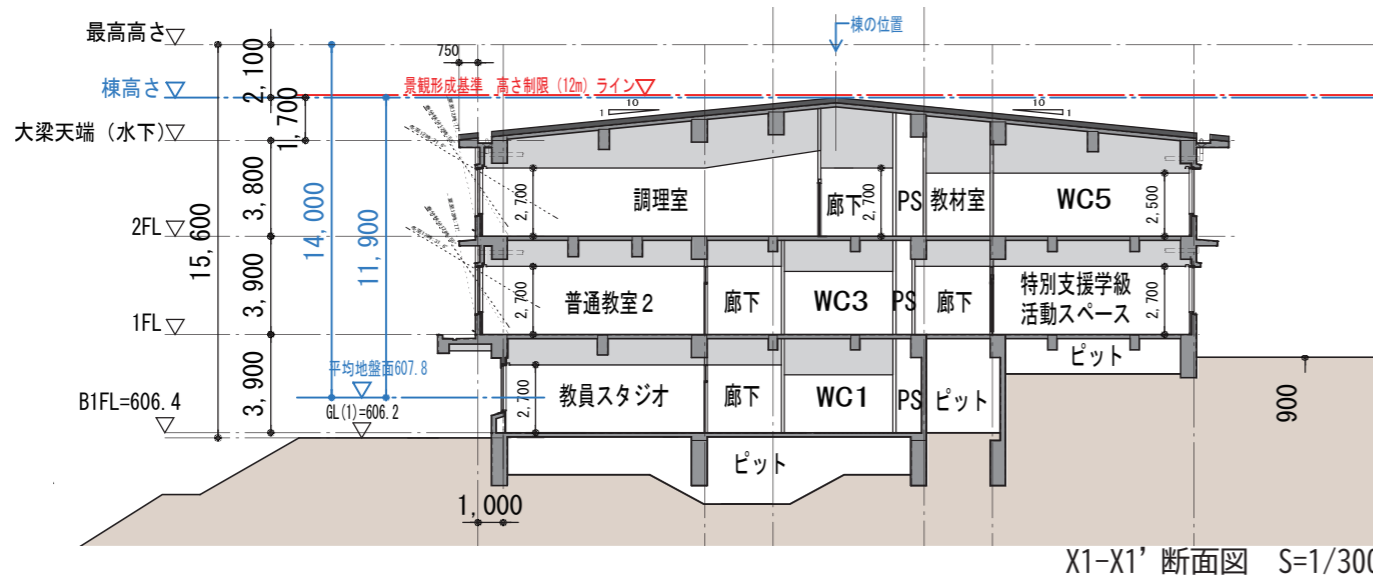 棟の位置
最高高さ
750
2,100
景観形成基準 高さ制限 (12m) ライン
棟高さ
10
1
10
1
1,700
大梁天端 (水下)
3,800
2,700
調理室
廊下
2,700
PS
教材室
WC5
2,500
2FL
15,600
14,000
11,900
3,900
2,700
普通教室2
廊下
WC3
PS
廊下
特別支援学級
活動スペース
2,700
1FL
ピット
平均地盤面607.8
3,900
B1FL=606.4
GL(1)=606.2
2,700
教員スタジオ
廊下
WC1
PS
ピット
900
ピット
1,000
X1-X1' 断面図 S=1/300